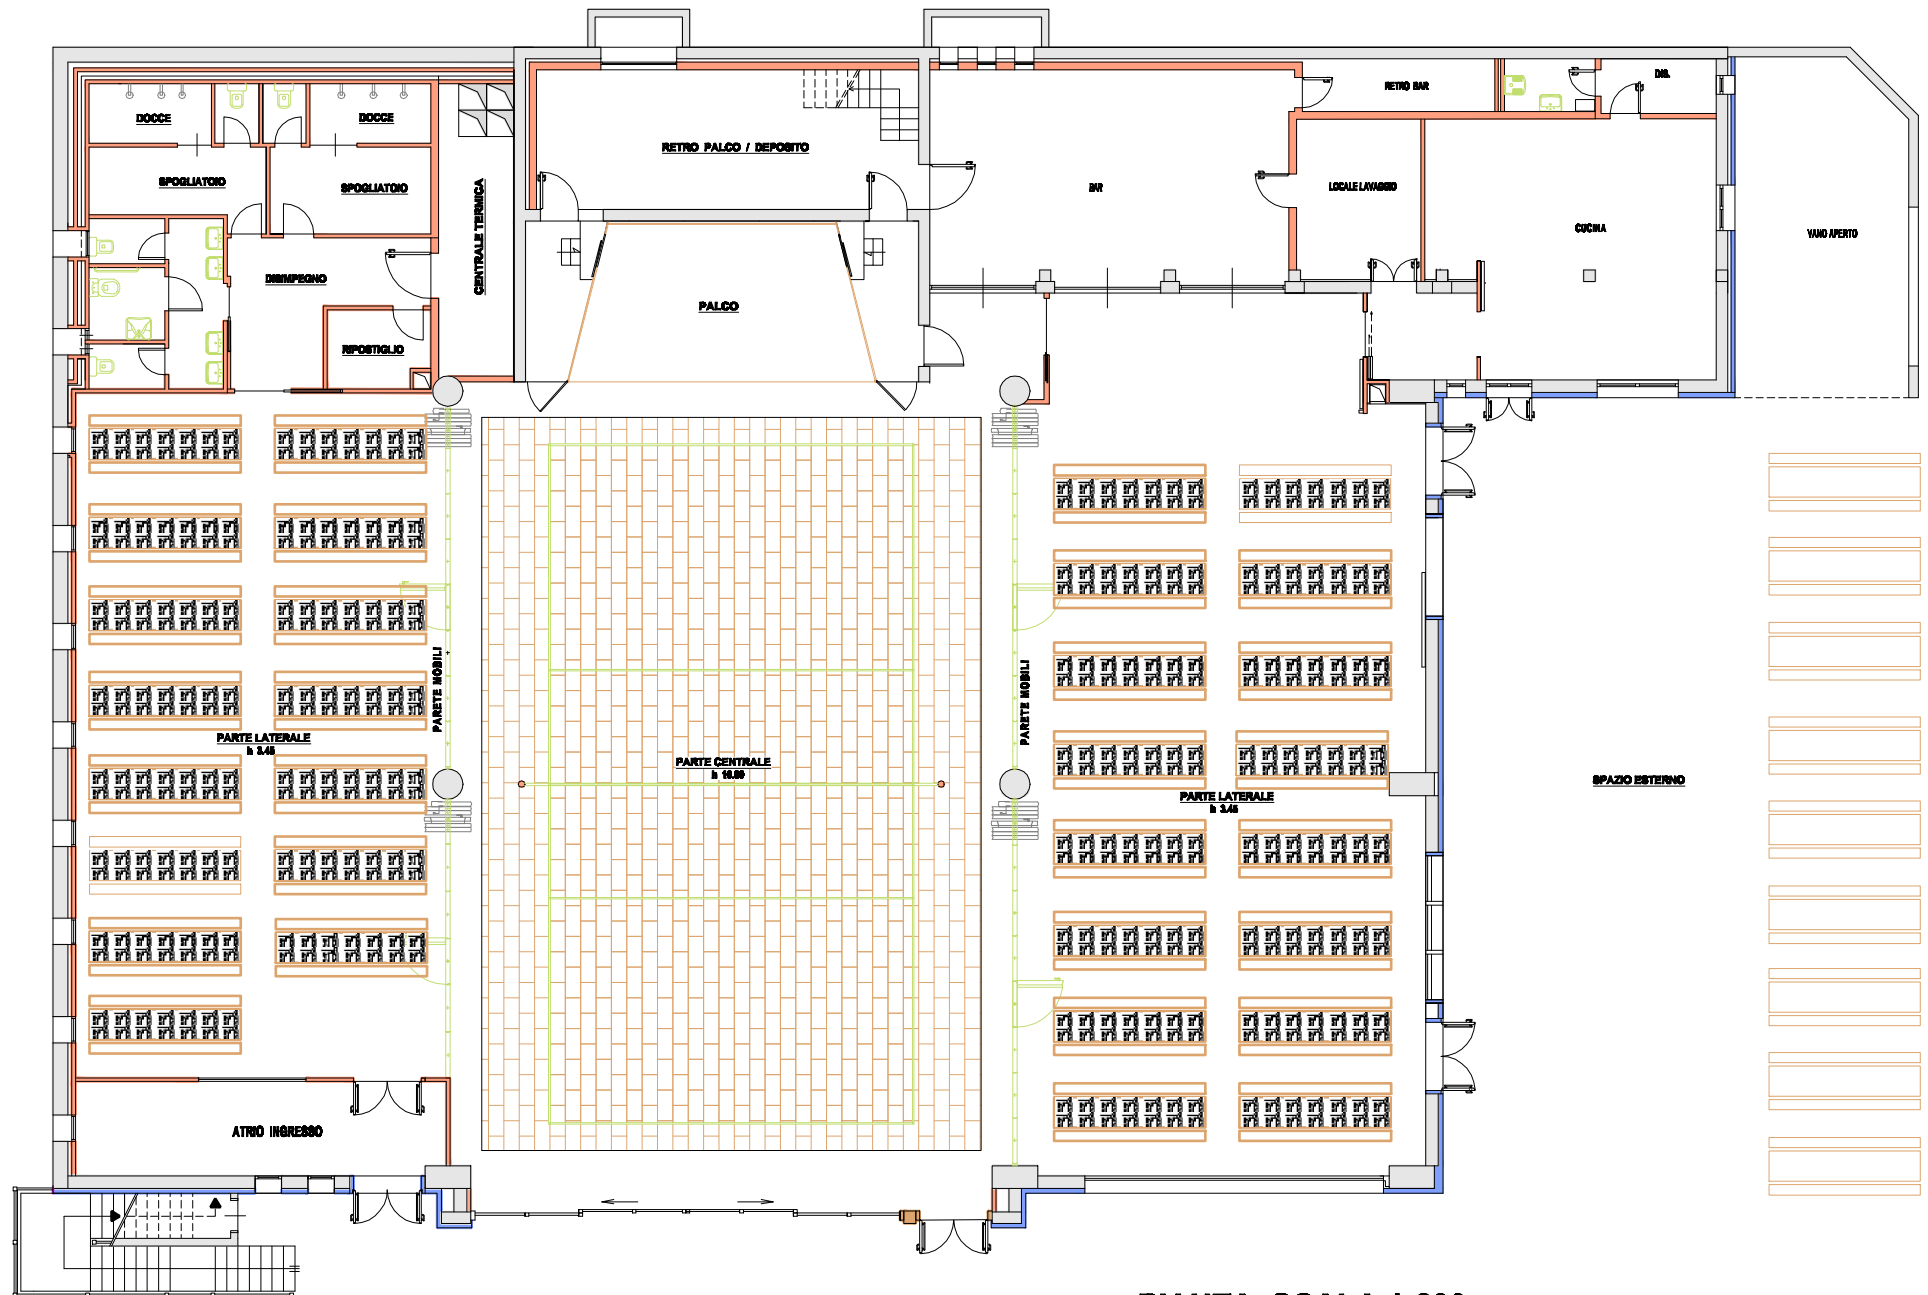 DOCCE
DOCCE
RETRO BAR
DIS.
RETRO PALCO / DEPOSITO
SPOGLIATOIO
SPOGLIATOIO
BAR
LOCALE LAVAGGIO
CENTRALE TERMICA
CUCINA
VANO APERTO
DISIMPEGNO
PALCO
RIPOSTIGLIO
PARETE MOBILI
PARETE MOBILI
PARTE LATERALE
h 3.45
PARTE CENTRALE
SPAZIO ESTERNO
PARTE LATERALE
h 3.45
ATRIO INGRESSO